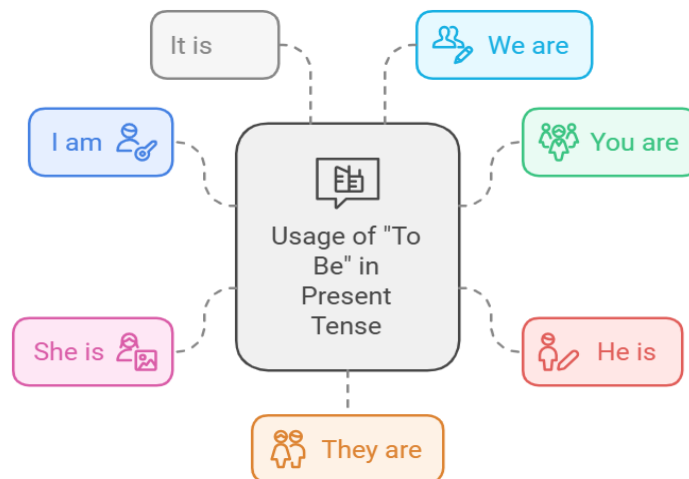 It is
We are
I am
You are
Usage of "To
Be" in
Present
Tense
She is
He is
They are